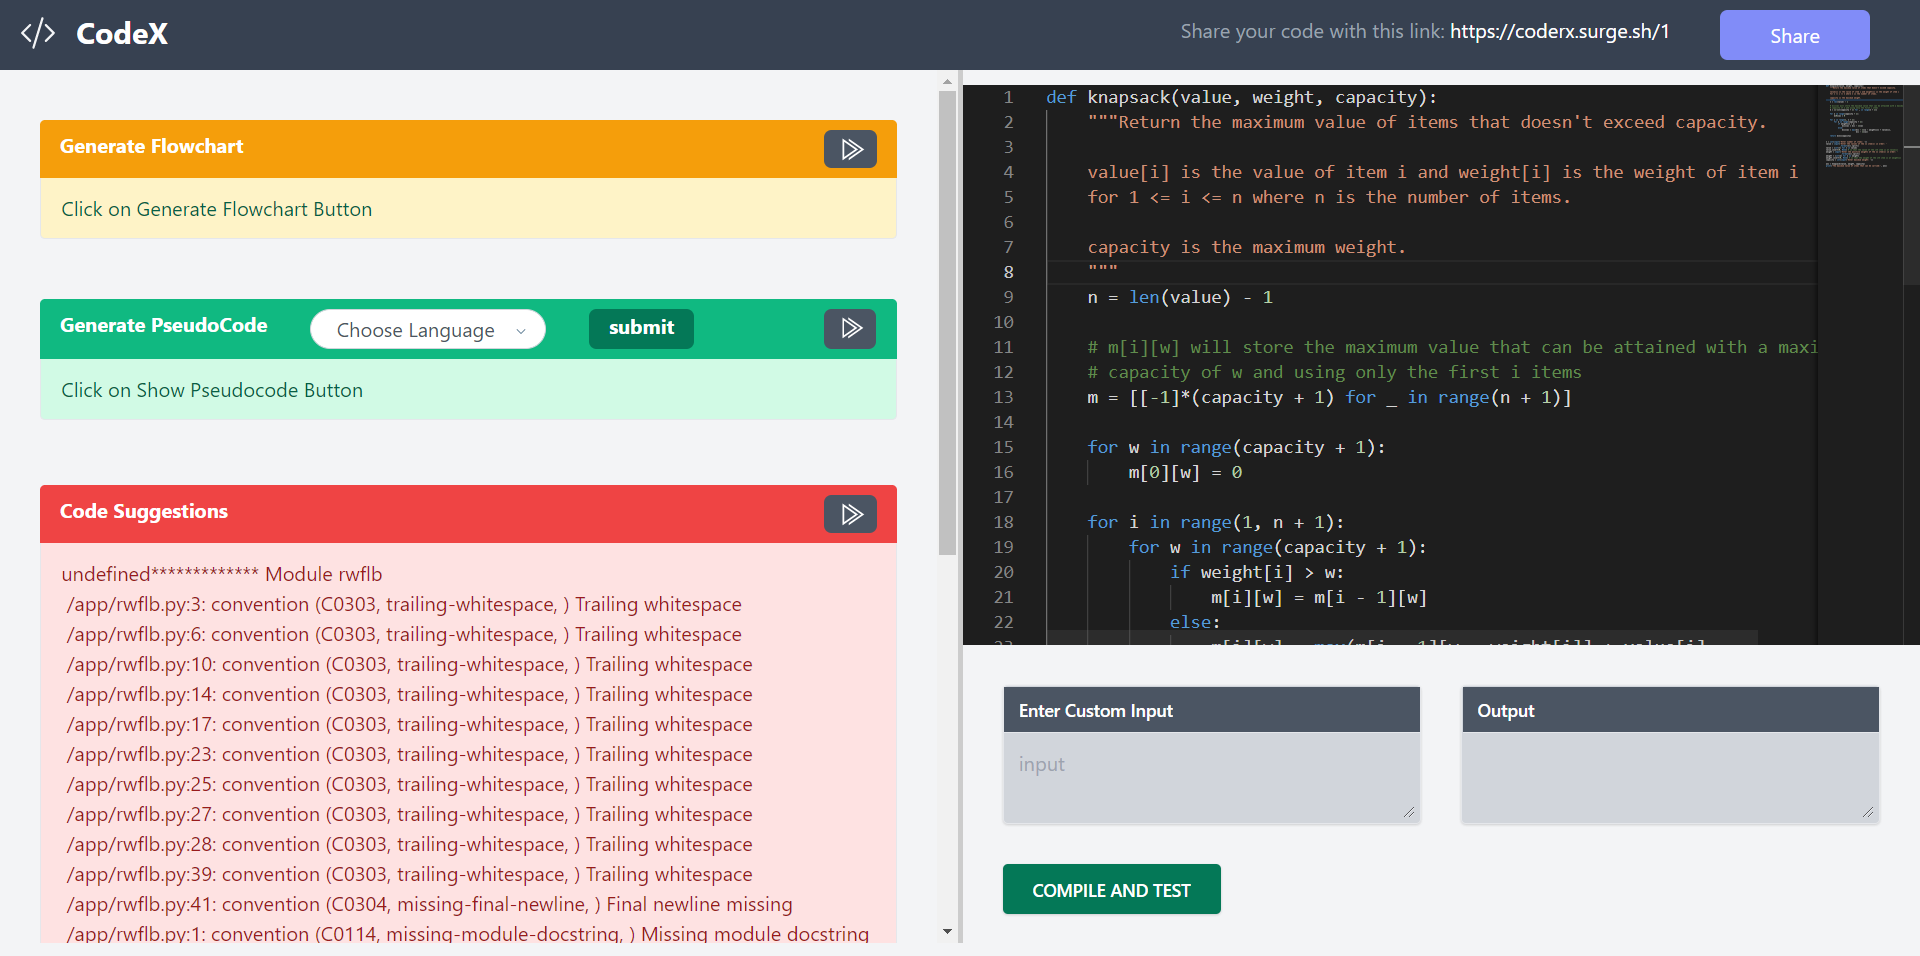 </> CodeX
Share your code with this link: https://coderx.surge.sh/1
Share
Generate Flowchart
Click on Generate Flowchart Button
Generate PseudoCode
Choose Language
submit
Click on Show Pseudocode Button
Code Suggestions
undefined************* Module rwflb
/app/rwflb.py:3: convention (C0303, trailing-whitespace, ) Trailing whitespace
/app/rwflb.py:6: convention (C0303, trailing-whitespace, ) Trailing whitespace
/app/rwflb.py:10: convention (C0303, trailing-whitespace, ) Trailing whitespace
/app/rwflb.py:14: convention (C0303, trailing-whitespace, ) Trailing whitespace
/app/rwflb.py:17: convention (C0303, trailing-whitespace, ) Trailing whitespace
/app/rwflb.py:23: convention (C0303, trailing-whitespace, ) Trailing whitespace
/app/rwflb.py:25: convention (C0303, trailing-whitespace, ) Trailing whitespace
/app/rwflb.py:27: convention (C0303, trailing-whitespace, ) Trailing whitespace
/app/rwflb.py:28: convention (C0303, trailing-whitespace, ) Trailing whitespace
/app/rwflb.py:39: convention (C0303, trailing-whitespace, ) Trailing whitespace
/app/rwflb.py:41: convention (C0304, missing-final-newline, ) Final newline missing
/app/rwflb.py:1: convention (C0114, missing-module-docstring, ) Missing module docstring
1 def knapsack(value, weight, capacity):
2     """Return the maximum value of items that doesn't exceed capacity.
3
4     value[i] is the value of item i and weight[i] is the weight of item i
5     for 1 <= i <= n where n is the number of items.
6
7     capacity is the maximum weight.
8     """
9     n = len(value) - 1
10
11     # m[i][w] will store the maximum value that can be attained with a maxi
12     # capacity of w and using only the first i items
13     m = [[-1]*(capacity + 1) for _ in range(n + 1)]
14
15     for w in range(capacity + 1):
16         m[0][w] = 0
17
18     for i in range(1, n + 1):
19         for w in range(capacity + 1):
20             if weight[i] > w:
21                 m[i][w] = m[i - 1][w]
22             else:
Enter Custom Input
input
Output
COMPILE AND TEST